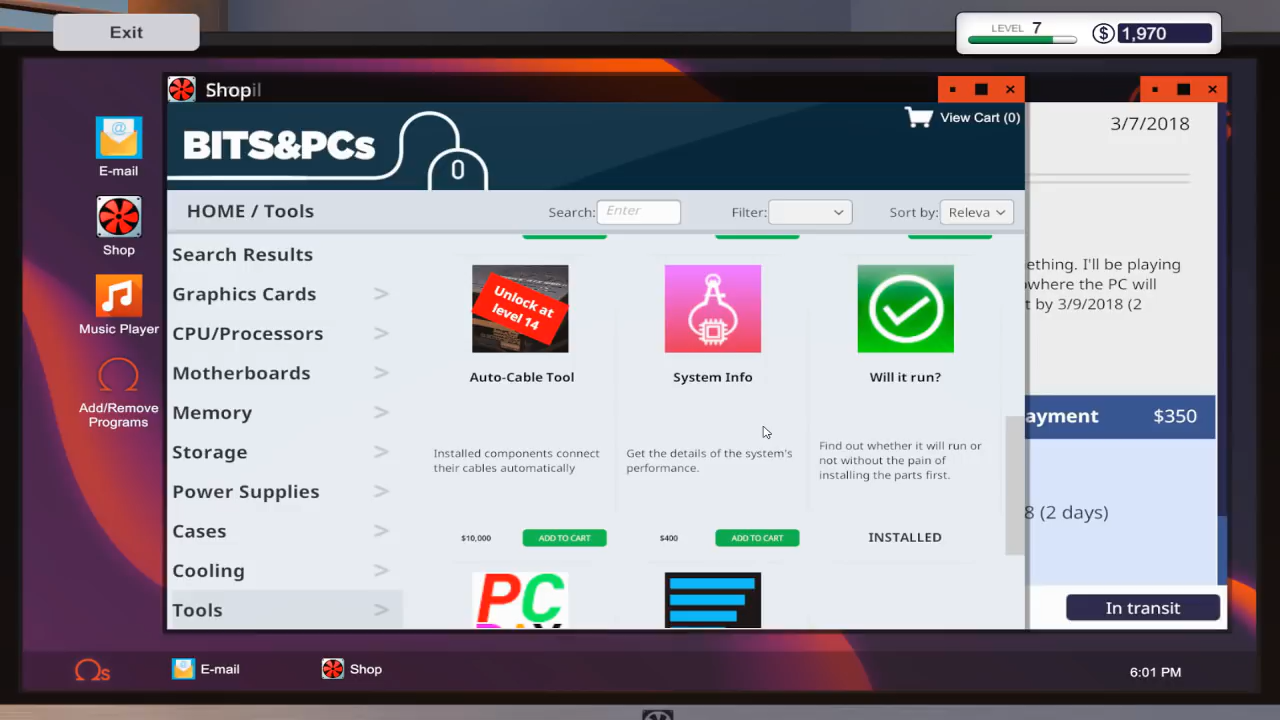 Exit
LEVEL 7
$ 1,970
Shop
BITS&PCs
View Cart (0)
3/7/2018
HOME / Tools
Search: Enter
Filter:
Sort by: Releva
E-mail
Shop
Music Player
Add/Remove
Programs
Search Results
Graphics Cards >
CPU/Processors >
Motherboards >
Memory >
Storage >
Power Supplies >
Cases >
Cooling >
Tools >
Unlock at
level 14
Auto-Cable Tool
Installed components connect
their cables automatically
$10,000
ADD TO CART
System Info
Get the details of the system's
performance.
$400
ADD TO CART
Will it run?
Find out whether it will run or
not without the pain of
installing the parts first.
INSTALLED
PC
ething. I'll be playing
where the PC will
t by 3/9/2018 (2
ayment $350
8 (2 days)
In transit
E-mail
Shop
6:01 PM